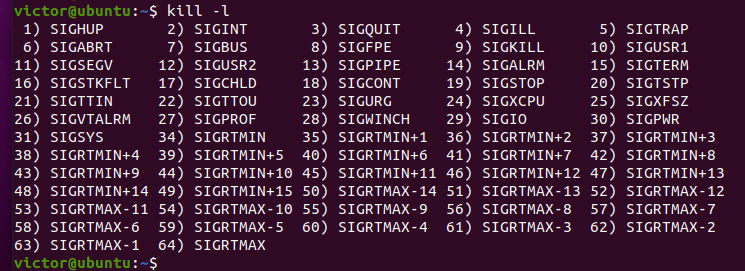 victor@ubuntu:~$ kill -l
 1) SIGHUP       2) SIGINT       3) SIGQUIT      4) SIGILL       5) SIGTRAP
 6) SIGABRT      7) SIGBUS       8) SIGFPE       9) SIGKILL     10) SIGUSR1
11) SIGSEGV     12) SIGUSR2     13) SIGPIPE     14) SIGALRM     15) SIGTERM
16) SIGSTKFLT   17) SIGCHLD     18) SIGCONT     19) SIGSTOP     20) SIGTSTP
21) SIGTTIN     22) SIGTTOU     23) SIGURG      24) SIGXCPU     25) SIGXFSZ
26) SIGVTALRM   27) SIGPROF     28) SIGWINCH    29) SIGIO       30) SIGPWR
31) SIGSYS      34) SIGRTMIN    35) SIGRTMIN+1  36) SIGRTMIN+2  37) SIGRTMIN+3
38) SIGRTMIN+4  39) SIGRTMIN+5  40) SIGRTMIN+6  41) SIGRTMIN+7  42) SIGRTMIN+8
43) SIGRTMIN+9  44) SIGRTMIN+10 45) SIGRTMIN+11 46) SIGRTMIN+12 47) SIGRTMIN+13
48) SIGRTMIN+14 49) SIGRTMIN+15 50) SIGRTMAX-14 51) SIGRTMAX-13 52) SIGRTMAX-12
53) SIGRTMAX-11 54) SIGRTMAX-10 55) SIGRTMAX-9  56) SIGRTMAX-8  57) SIGRTMAX-7
58) SIGRTMAX-6  59) SIGRTMAX-5  60) SIGRTMAX-4  61) SIGRTMAX-3  62) SIGRTMAX-2
63) SIGRTMAX-1  64) SIGRTMAX
victor@ubuntu:~$